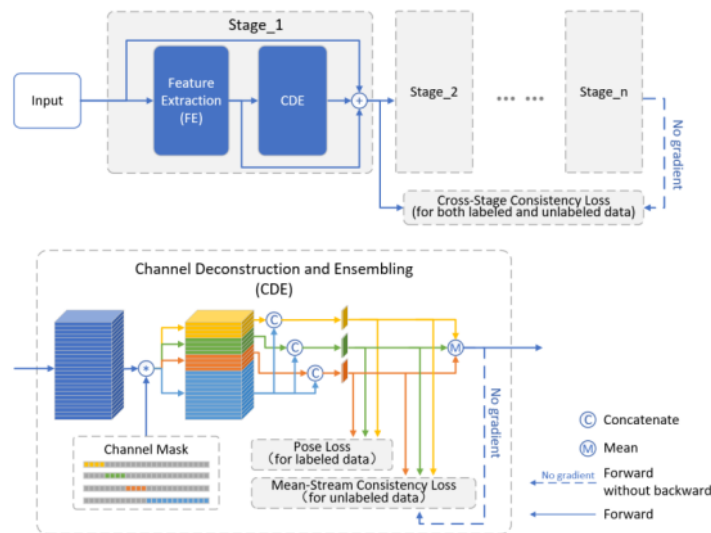 Stage_1
Input
Feature
Extraction
(FE)
CDE
+
Stage_2
... ...
Stage_n
No gradient
Cross-Stage Consistency Loss
(for both labeled and unlabeled data)
Channel Deconstruction and Ensembling
(CDE)
C
C
C
M
*
No gradient
Channel Mask
Pose Loss
(for labeled data)
Mean-Stream Consistency Loss
(for unlabeled data)
C Concatenate
M Mean
No gradient Forward
without backward
Forward